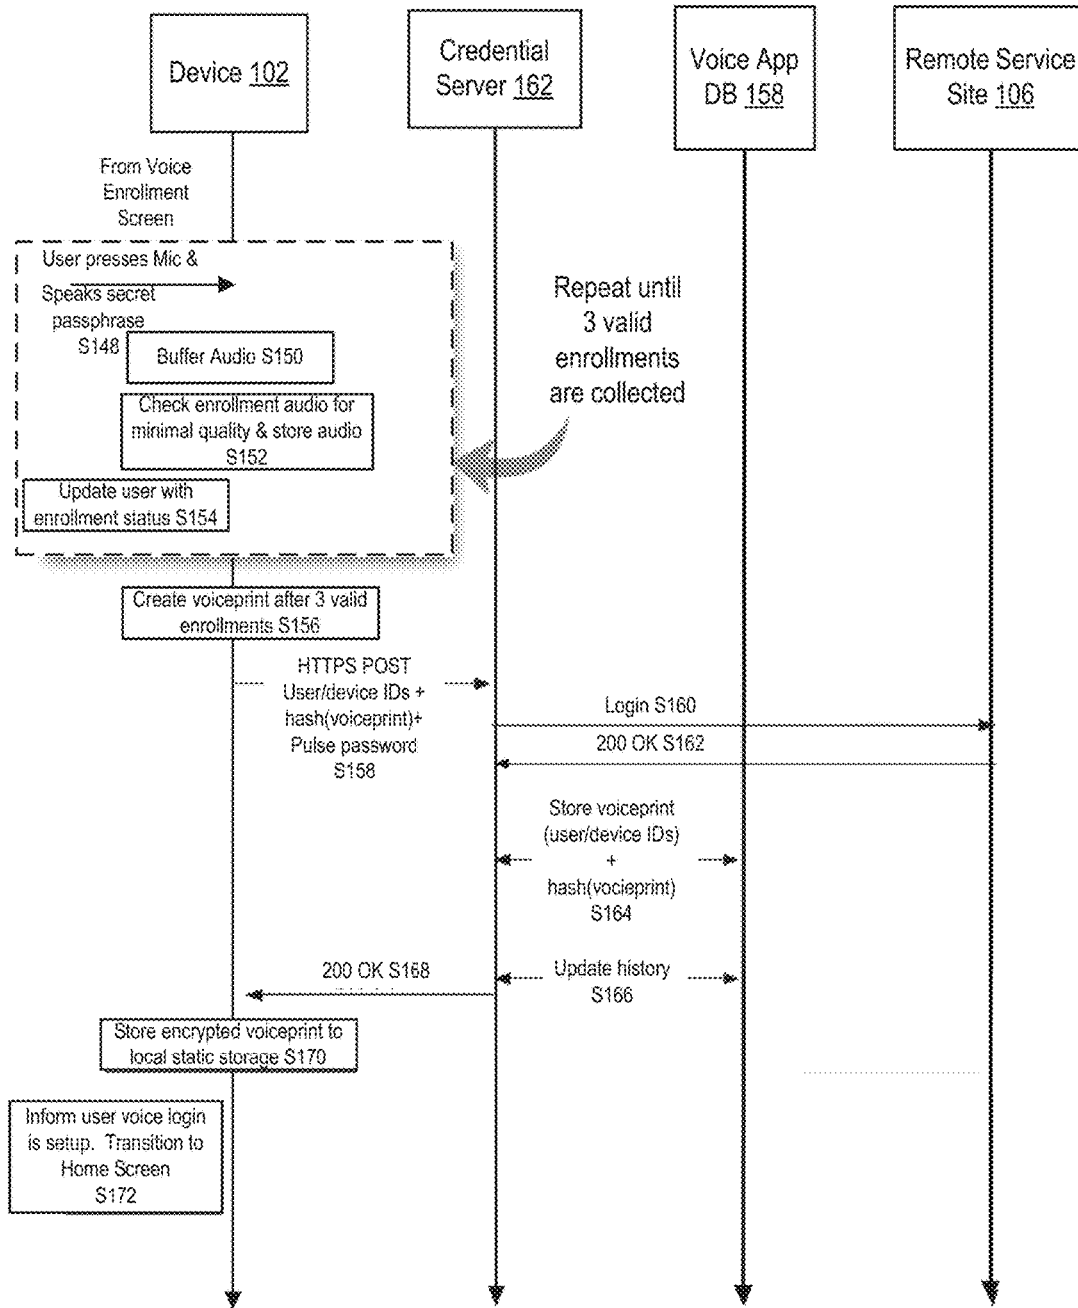 Device 102
Credential
Server 162
Voice App
DB 158
Remote Service
Site 106
From Voice
Enrollment
Screen
User presses Mic &
Speaks secret
passphrase
S148
Buffer Audio S150
Check enrollment audio for
minimal quality & store audio
S152
Update user with
enrollment status S154
Repeat until
3 valid
enrollments
are collected
Create voiceprint after 3 valid
enrollments S156
HTTPS POST
User/device IDs +
hash(voiceprint)+
Pulse password
S158
Login S160
200 OK S162
Store voiceprint
(user/device IDs)
+
hash(vocieprint)
S164
Update history
S166
200 OK S168
Store encrypted voiceprint to
local static storage S170
Inform user voice login
is setup. Transition to
Home Screen
S172